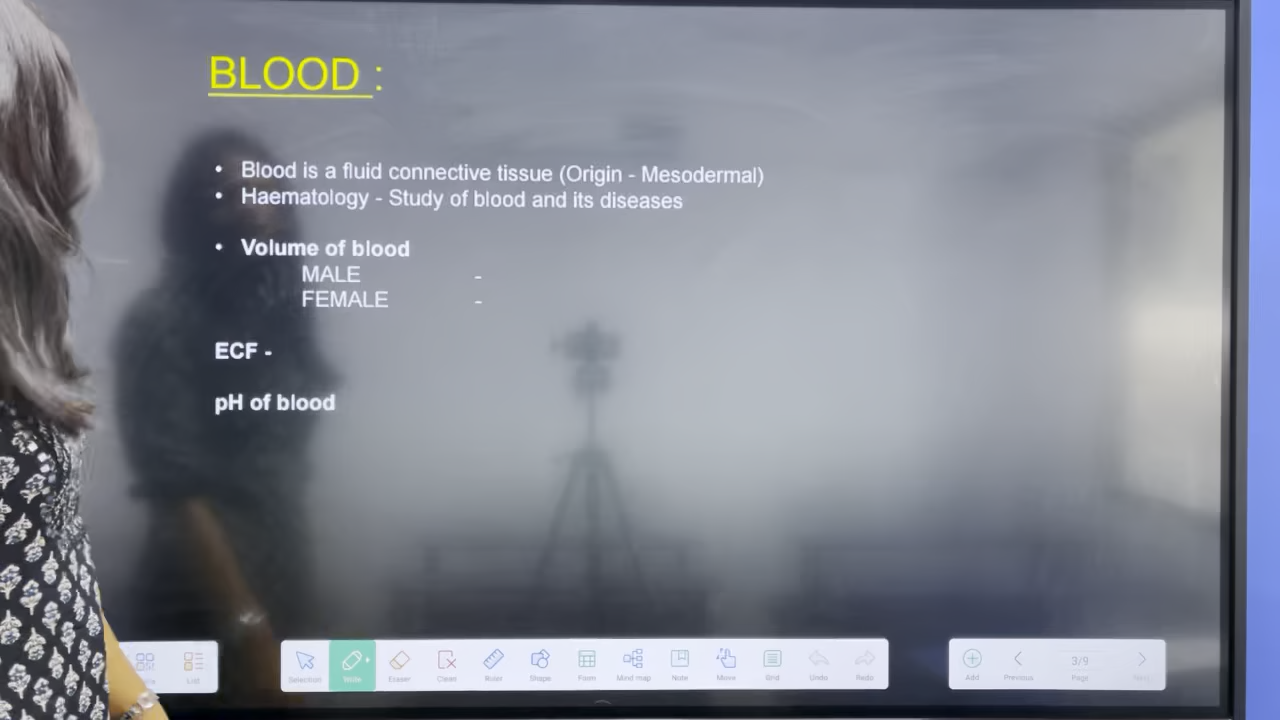 BLOOD :
• Blood is a fluid connective tissue (Origin - Mesodermal)
• Haematology - Study of blood and its diseases
• Volume of blood
MALE -
FEMALE -
ECF -
pH of blood
List Selection Write Eraser Clean Ruler Shape Form Mind map Note Move Grid Undo Redo Add Previous 3/9 Page Next